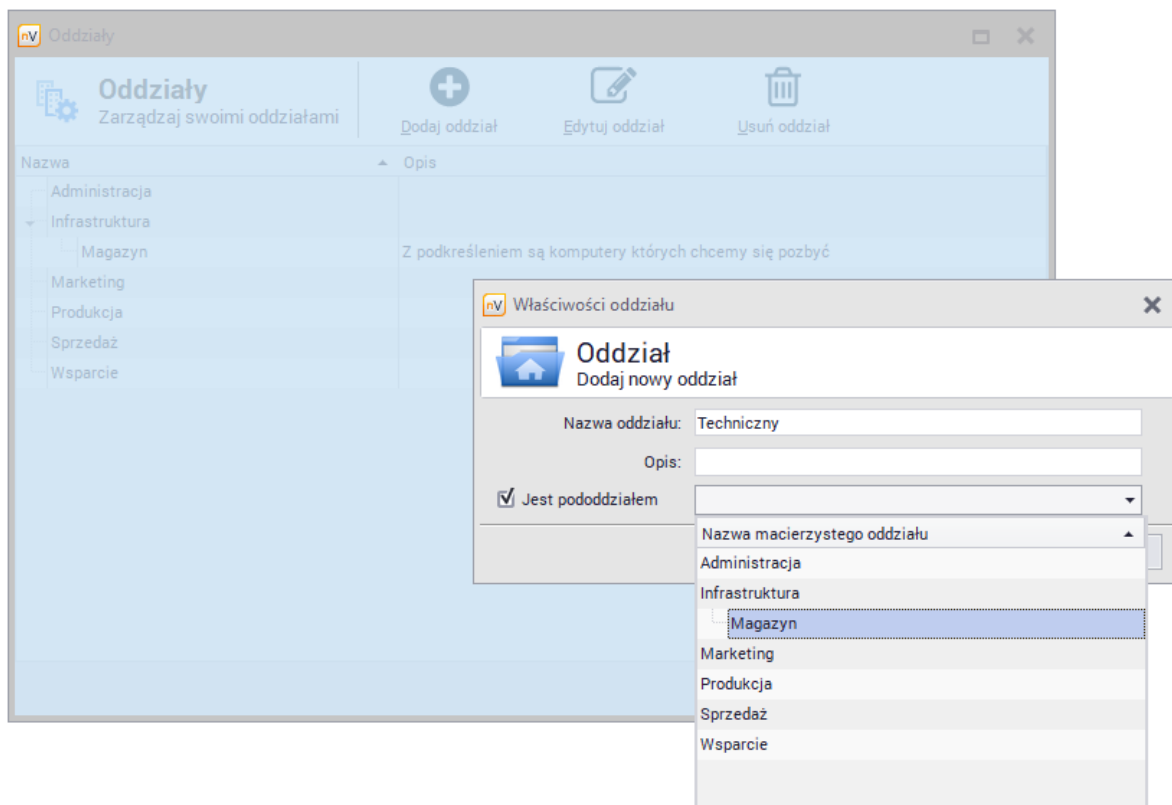 nV Oddziały
Oddziały
Zarządzaj swoimi oddziałami
Dodaj oddział
Edytuj oddział
Usuń oddział
Nazwa Opis
Administracja
Infrastruktura
Magazyn Z podkreśleniem są komputery których chcemy się pozbyć
Marketing
Produkcja
Sprzedaż
Wsparcie
nV Właściwości oddziału
Oddział
Dodaj nowy oddział
Nazwa oddziału: Techniczny
Opis:
Jest pododdziałem
Nazwa macierzystego oddziału
Administracja
Infrastruktura
Magazyn
Marketing
Produkcja
Sprzedaż
Wsparcie